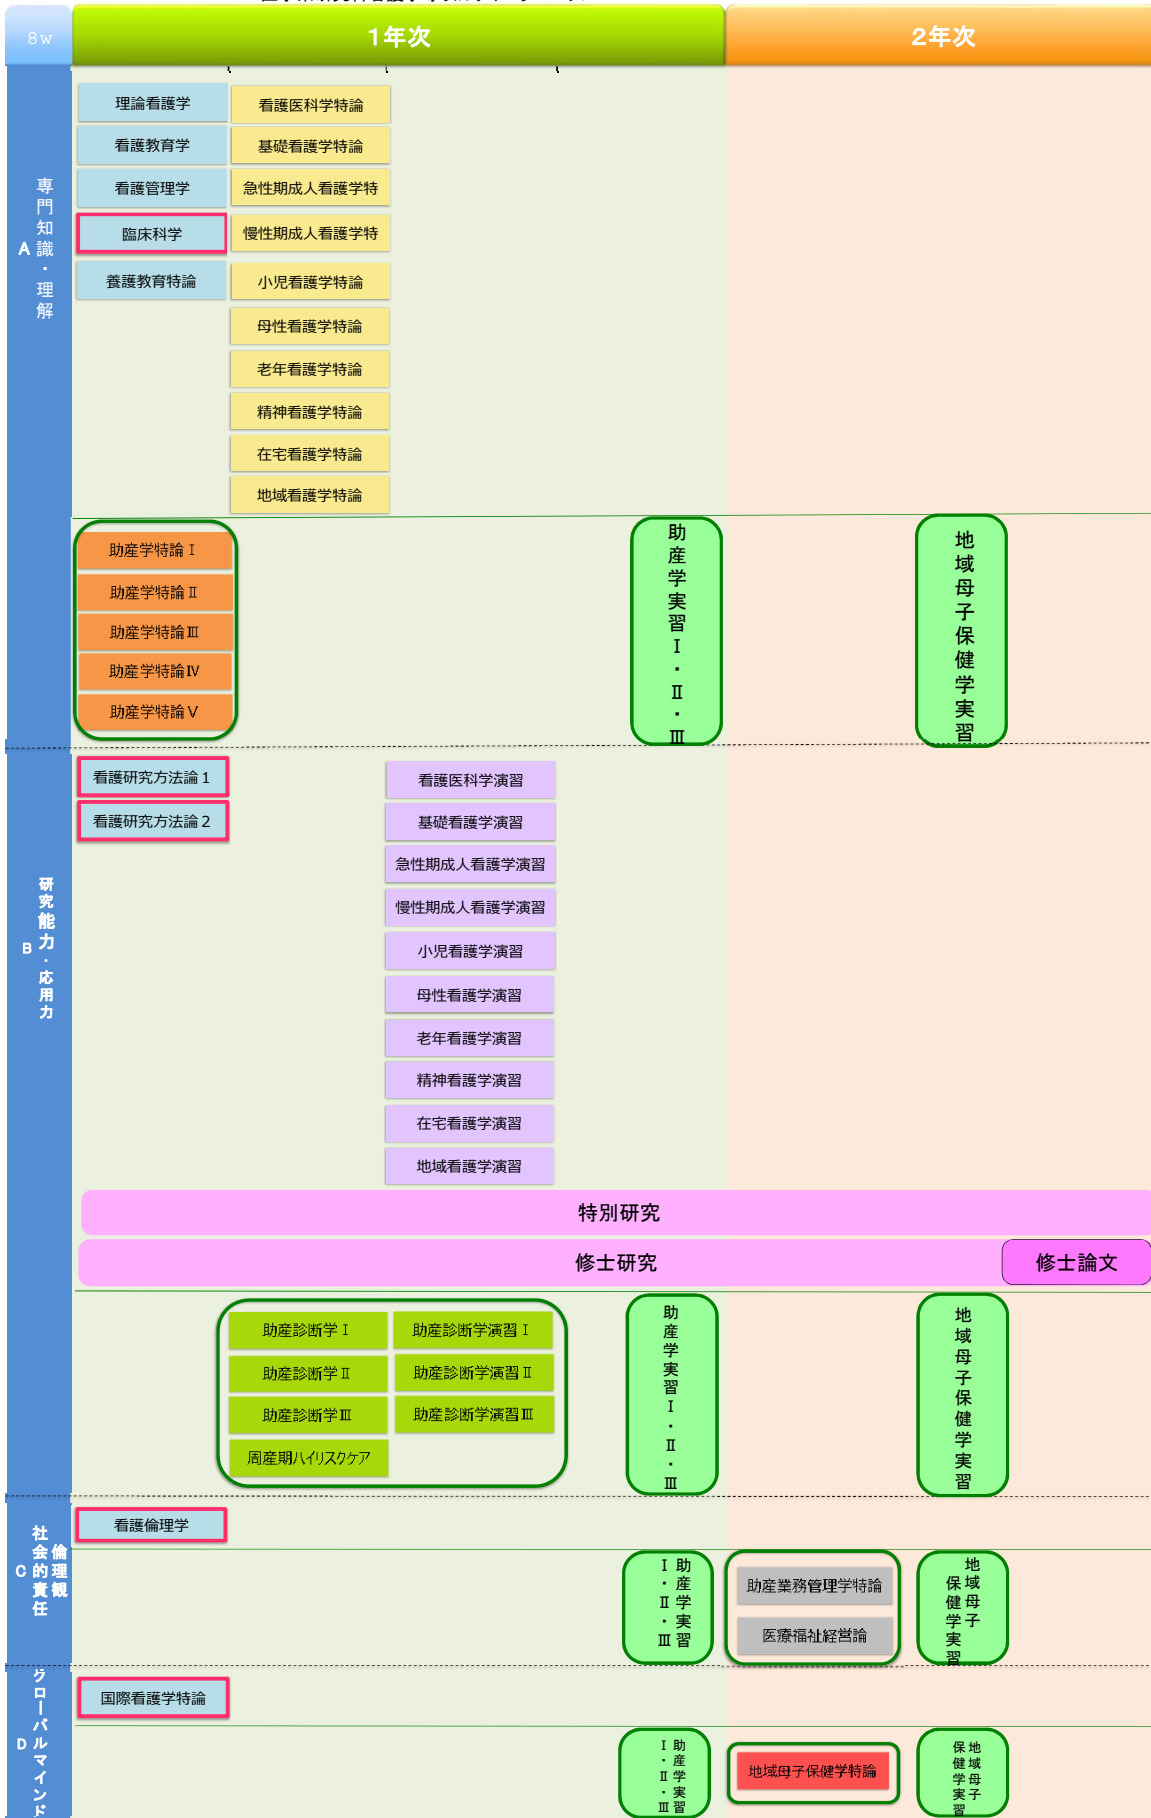 8w
1年次
2年次
A
専門知識・理解
理論看護学
看護医科学特論
看護教育学
基礎看護学特論
看護管理学
急性期成人看護学特
臨床科学
慢性期成人看護学特
養護教育特論
小児看護学特論
母性看護学特論
老年看護学特論
精神看護学特論
在宅看護学特論
地域看護学特論
助産学特論Ⅰ
助産学特論Ⅱ
助産学特論Ⅲ
助産学特論Ⅳ
助産学特論Ⅴ
助産学実習Ⅰ・Ⅱ・Ⅲ
地域母子保健学実習
B
研究能力・応用力
看護研究方法論1
看護研究方法論2
看護医科学演習
基礎看護学演習
急性期成人看護学演習
慢性期成人看護学演習
小児看護学演習
母性看護学演習
老年看護学演習
精神看護学演習
在宅看護学演習
地域看護学演習
特別研究
修士研究
修士論文
助産診断学Ⅰ
助産診断学演習Ⅰ
助産診断学Ⅱ
助産診断学演習Ⅱ
助産診断学Ⅲ
助産診断学演習Ⅲ
周産期ハイリスクケア
助産学実習Ⅰ・Ⅱ・Ⅲ
地域母子保健学実習
C
倫理観
社会的責任
看護倫理学
助産学実習
Ⅰ・Ⅱ・Ⅲ
助産業務管理学特論
医療福祉経営論
地域母子
保健学実習
D
グローバルマインド
国際看護学特論
助産学実習
Ⅰ・Ⅱ・Ⅲ
地域母子保健学特論
地域母子
保健学実習